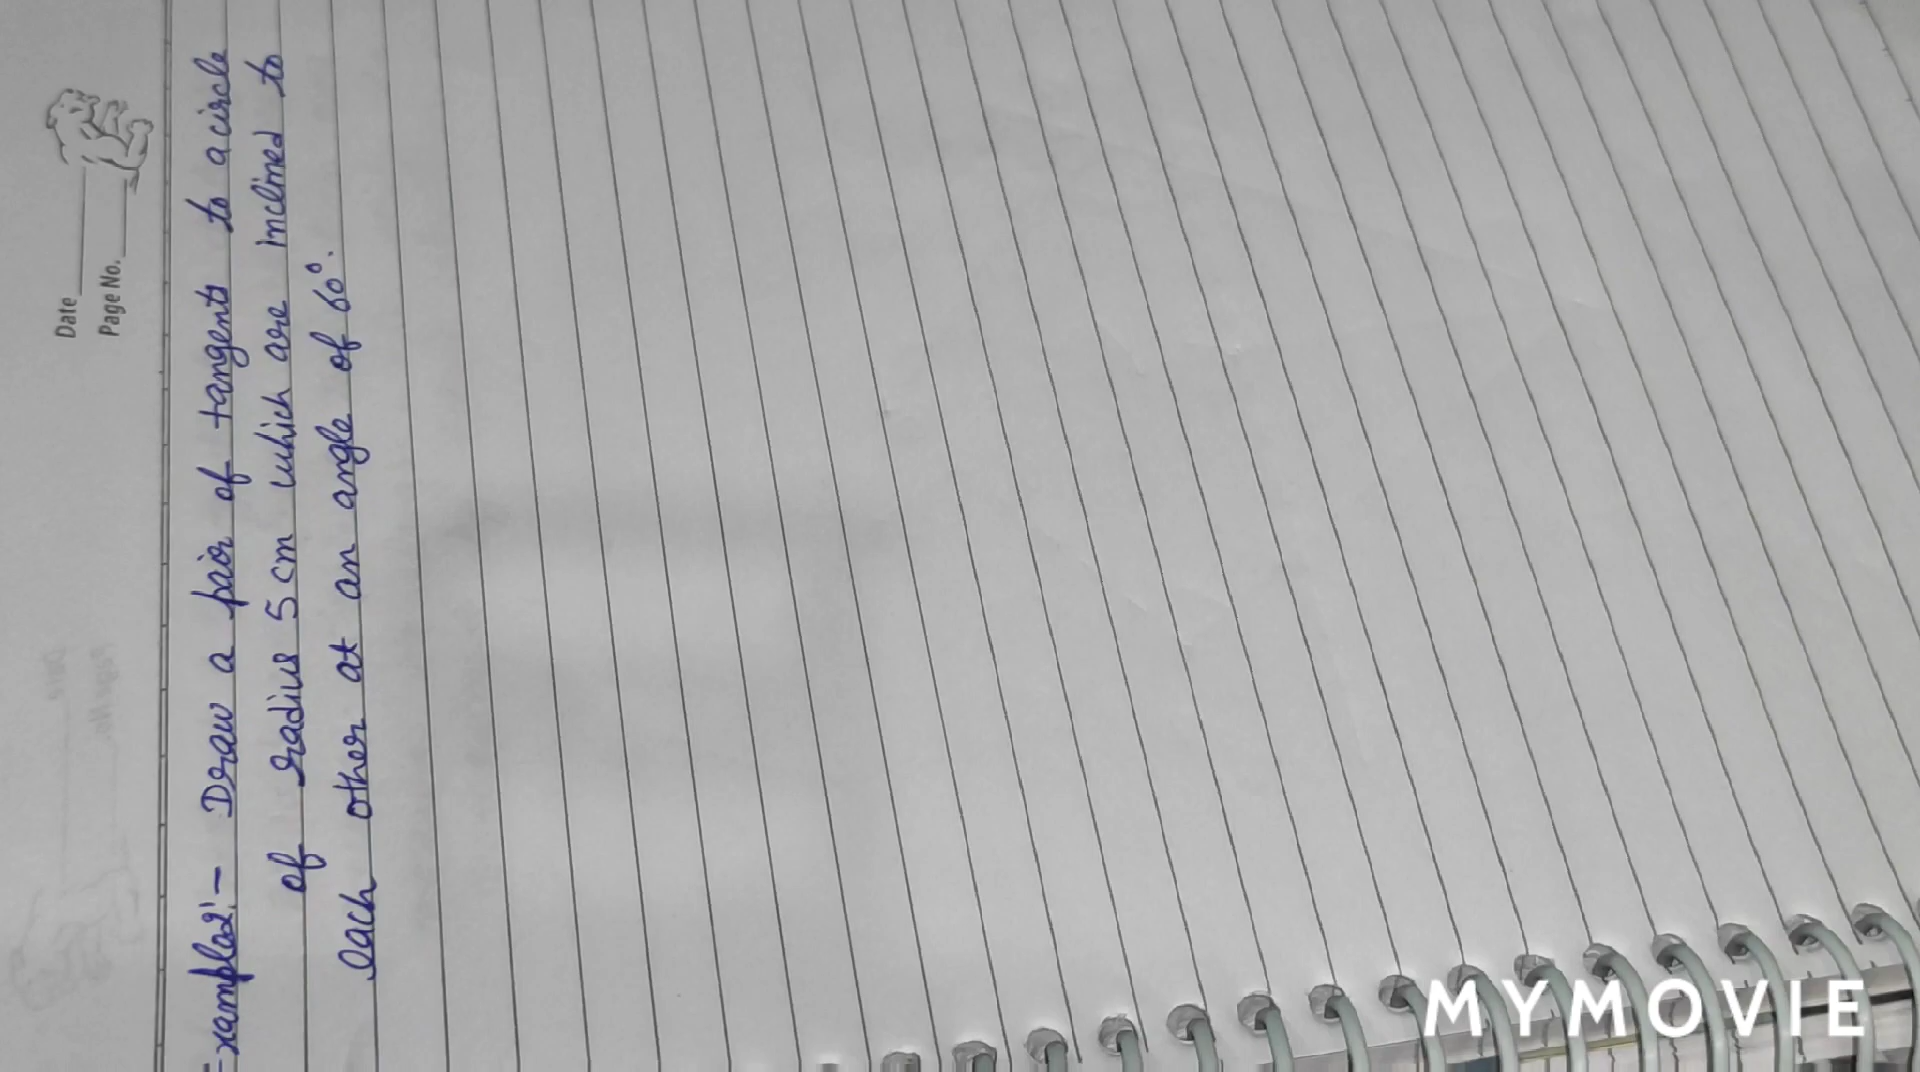 Date
Page No.
Example:- Draw a pair of tangents to a circle
of radius 5 cm which are inclined to
each other at an angle of 60°.
MYMOVIE